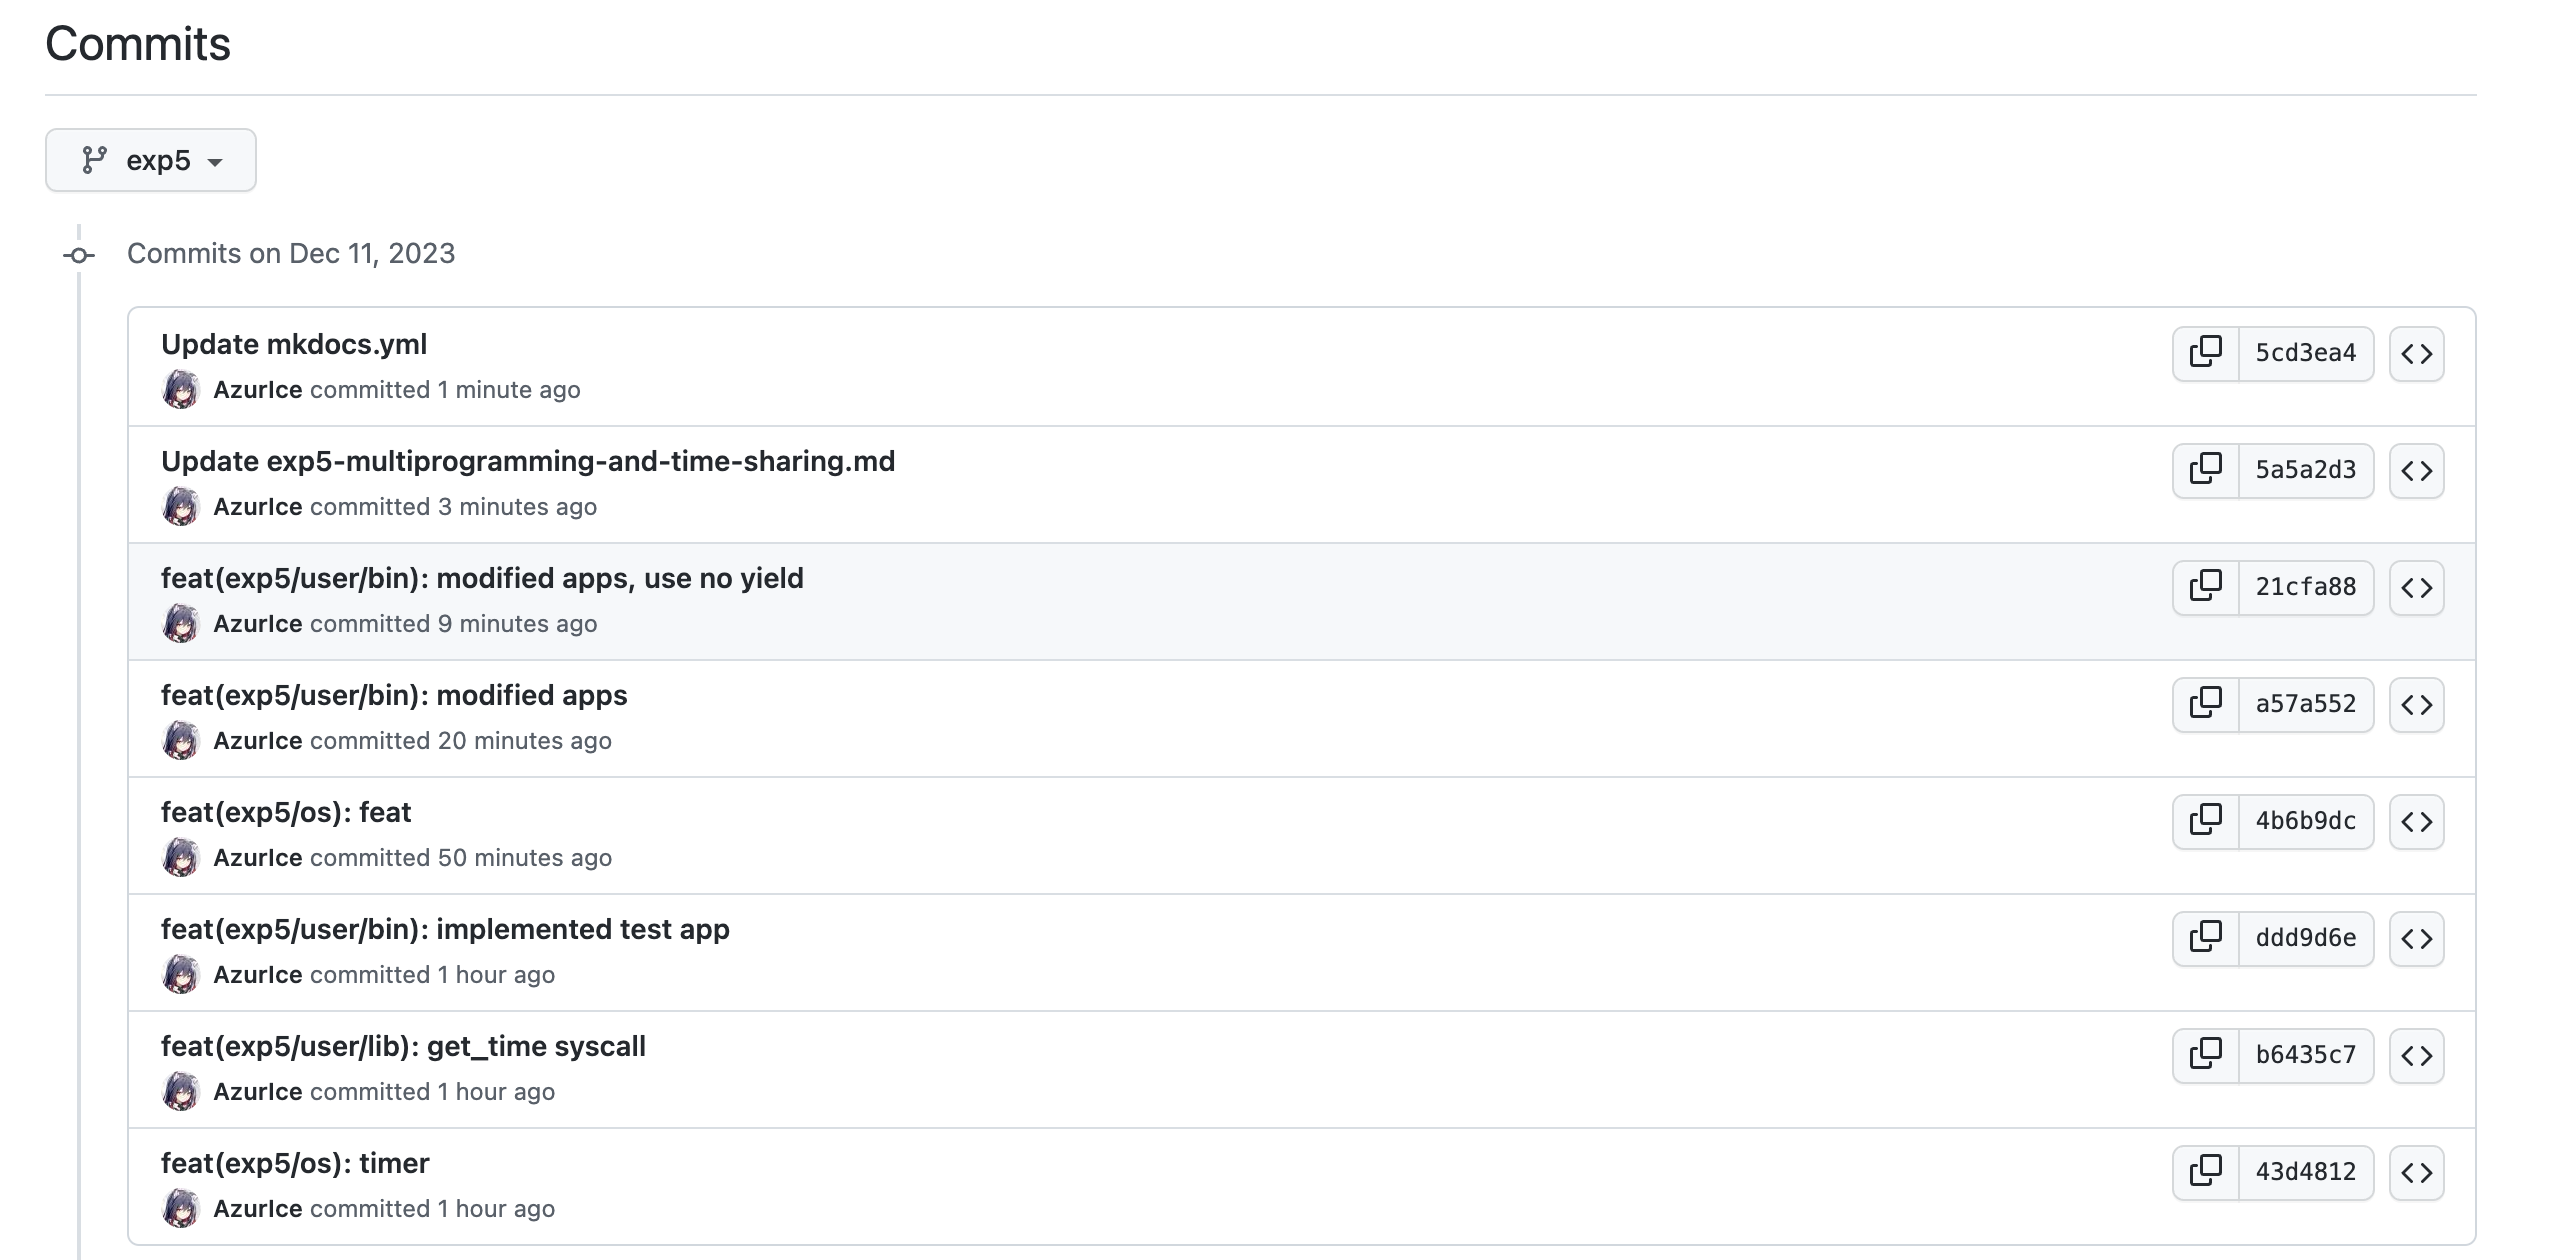 Commits
exp5
Commits on Dec 11, 2023
Update mkdocs.yml
AzurIce committed 1 minute ago
5cd3ea4
Update exp5-multiprogramming-and-time-sharing.md
AzurIce committed 3 minutes ago
5a5a2d3
feat(exp5/user/bin): modified apps, use no yield
AzurIce committed 9 minutes ago
21cfa88
feat(exp5/user/bin): modified apps
AzurIce committed 20 minutes ago
a57a552
feat(exp5/os): feat
AzurIce committed 50 minutes ago
4b6b9dc
feat(exp5/user/bin): implemented test app
AzurIce committed 1 hour ago
ddd9d6e
feat(exp5/user/lib): get_time syscall
AzurIce committed 1 hour ago
b6435c7
feat(exp5/os): timer
AzurIce committed 1 hour ago
43d4812